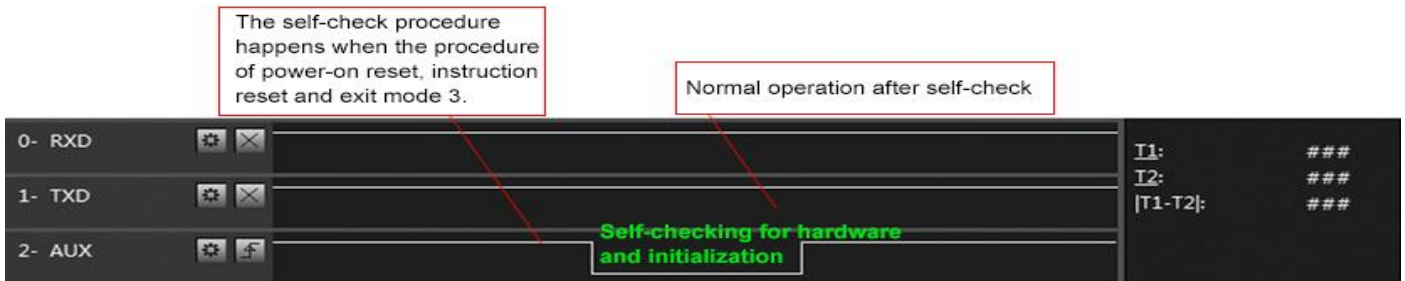 The self-check procedure
happens when the procedure
of power-on reset, instruction
reset and exit mode 3.
Normal operation after self-check
0- RXD
T1: ###
1- TXD
T2: ###
|T1-T2|: ###
2- AUX
Self-checking for hardware
and initialization